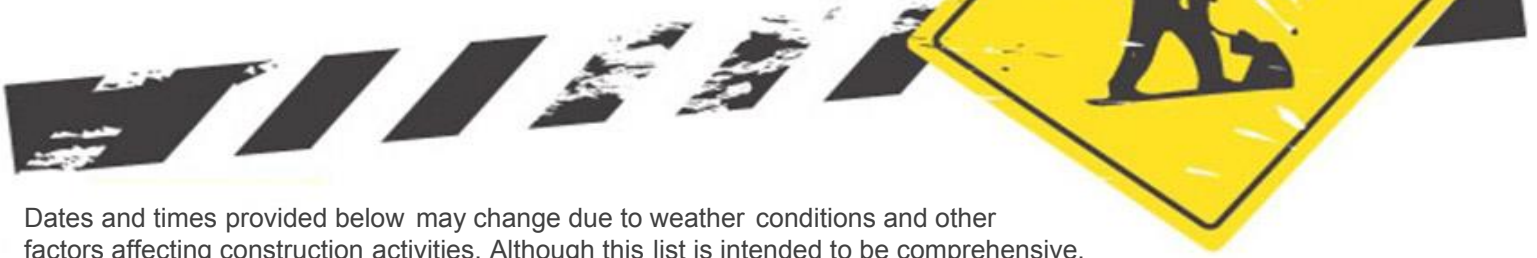 Dates and times provided below may change due to weather conditions and other
factors affecting construction activities. Although this list is intended to be comprehensive,